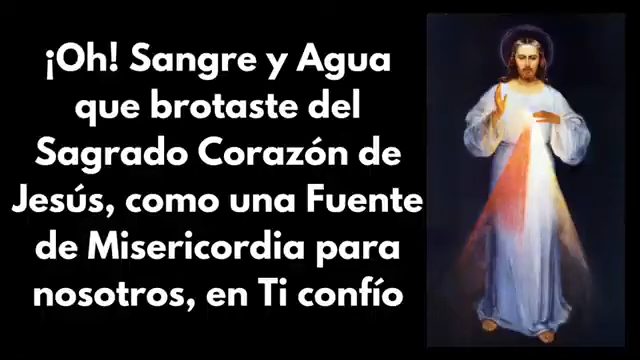 ¡Oh! Sangre y Agua
que brotaste del
Sagrado Corazón de
Jesús, como una Fuente
de Misericordia para
nosotros, en Ti confío